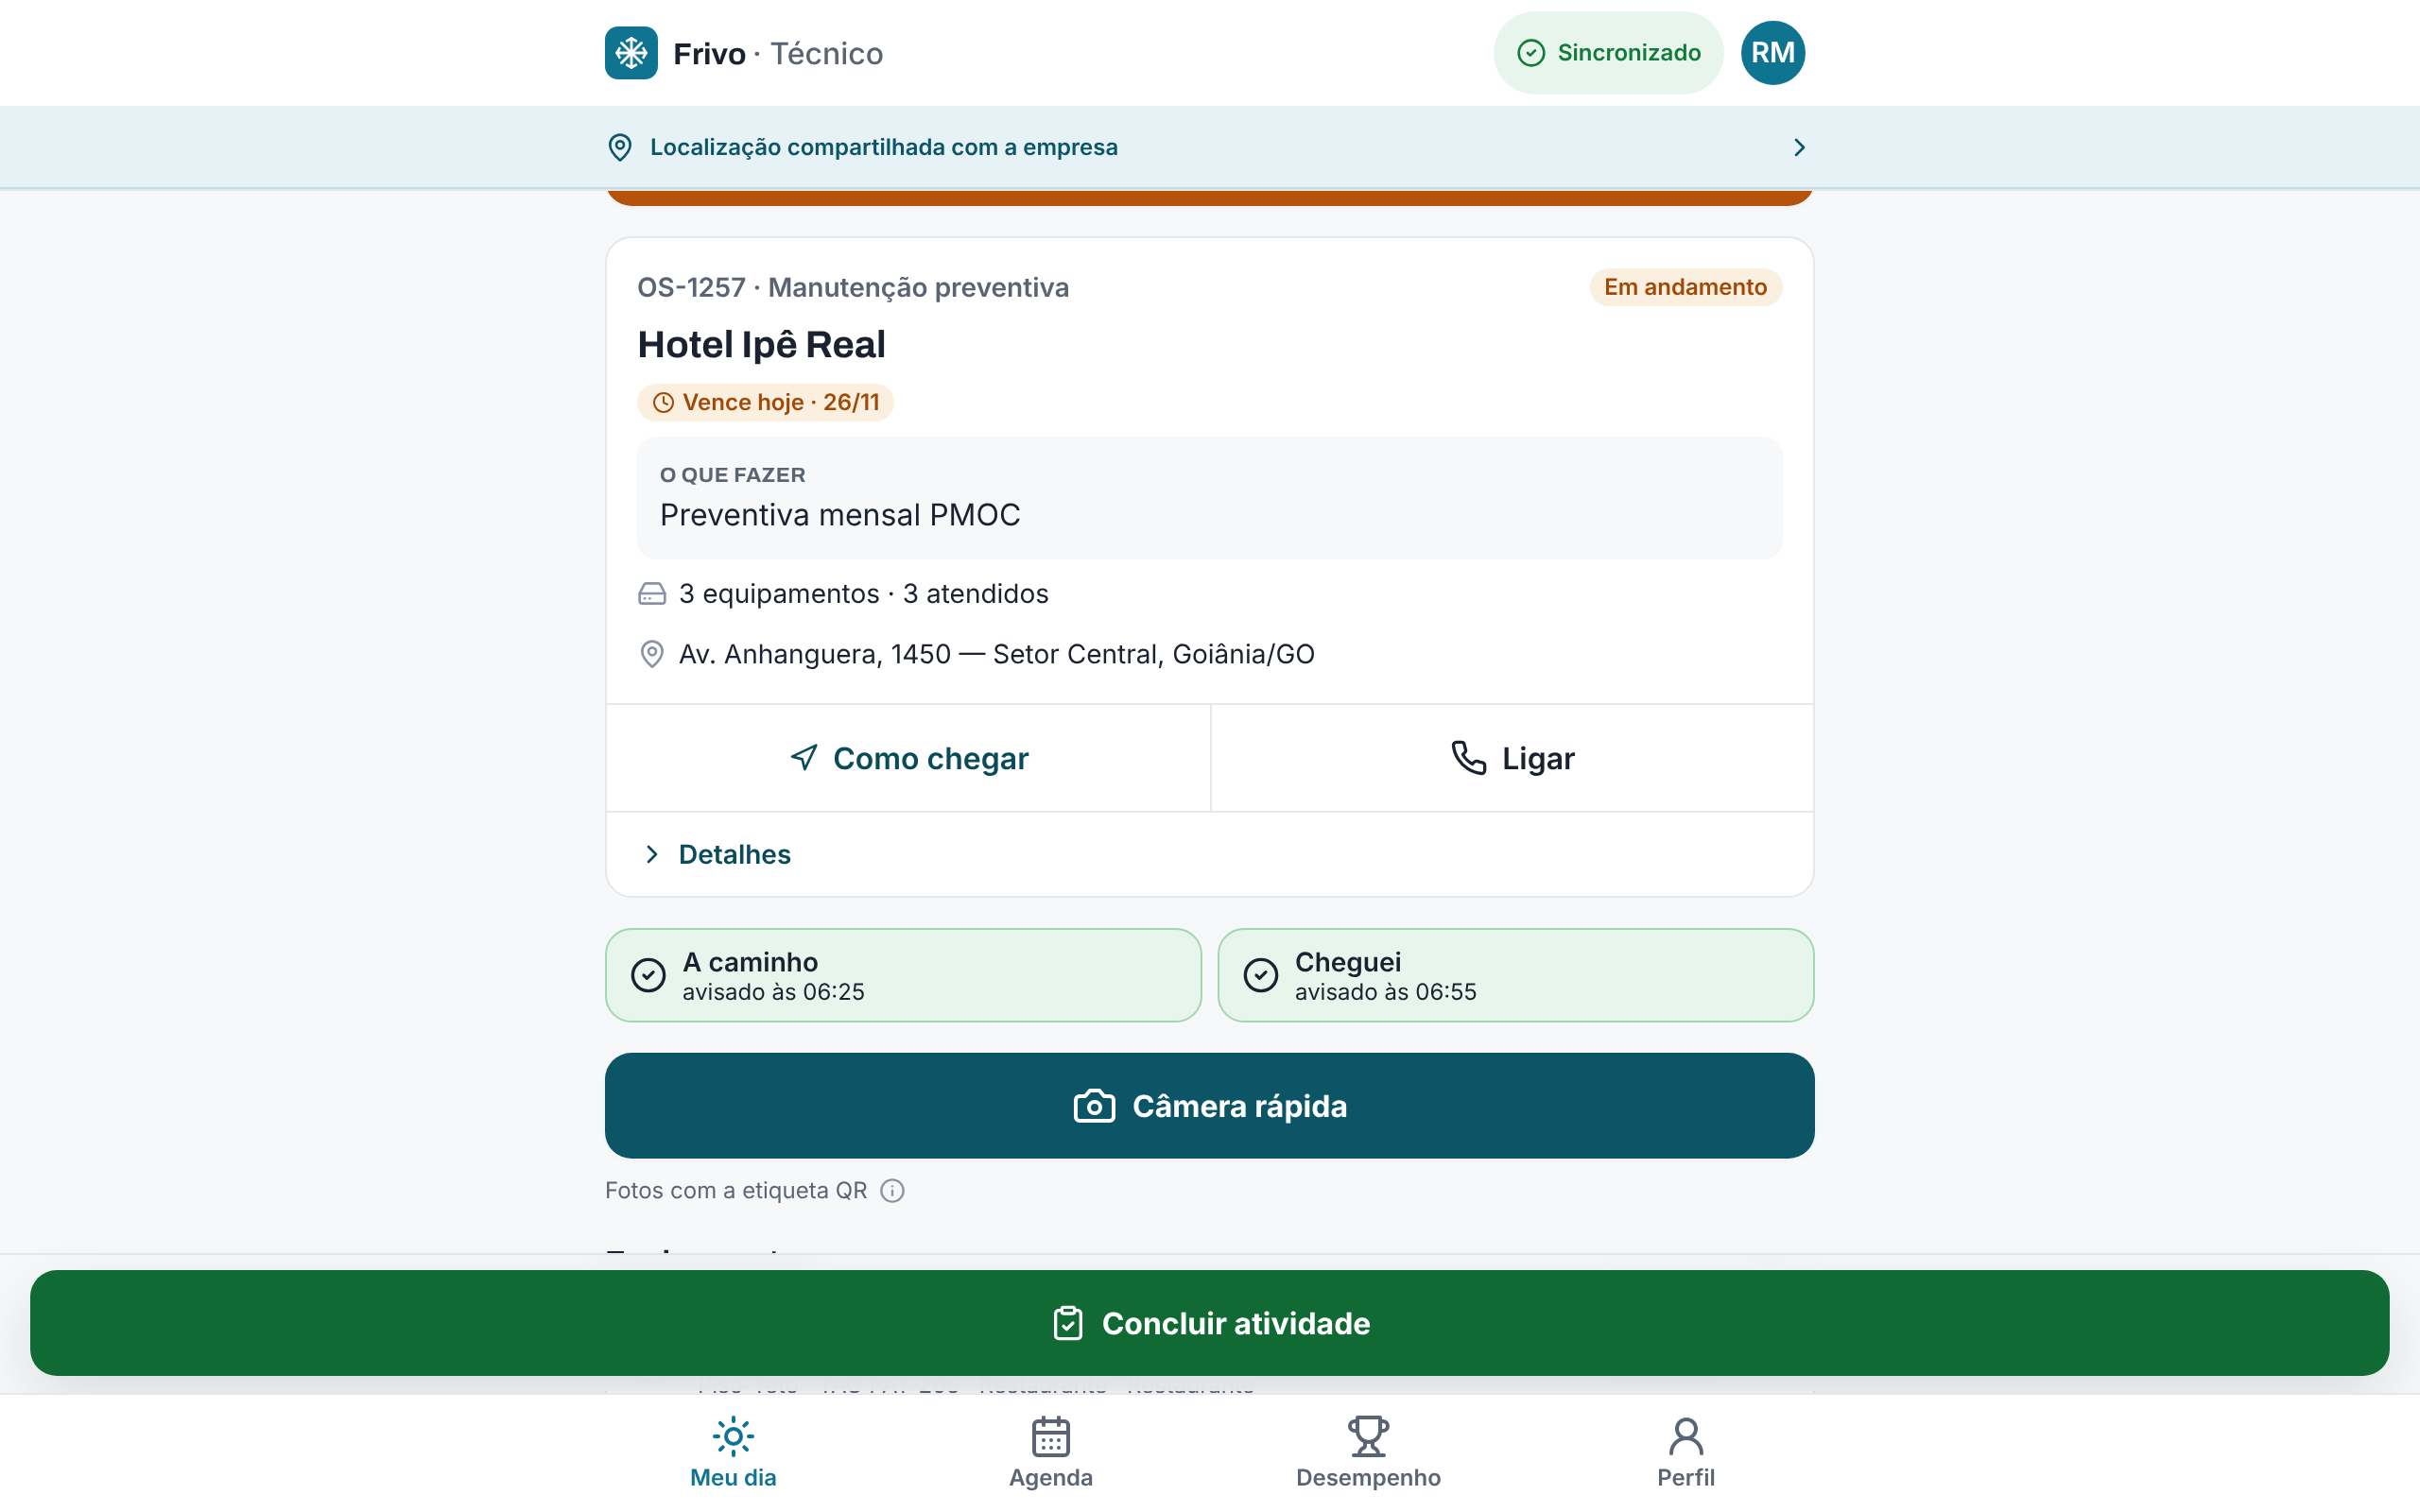 Frivo · Técnico
Sincronizado
RM
Localização compartilhada com a empresa
OS-1257 · Manutenção preventiva
Em andamento
Hotel Ipê Real
Vence hoje · 26/11
O QUE FAZER
Preventiva mensal PMOC
3 equipamentos · 3 atendidos
Av. Anhanguera, 1450 — Setor Central, Goiânia/GO
Como chegar
Ligar
Detalhes
A caminho
avisado às 06:25
Cheguei
avisado às 06:55
Câmera rápida
Fotos com a etiqueta QR
Concluir atividade
Meu dia
Agenda
Desempenho
Perfil